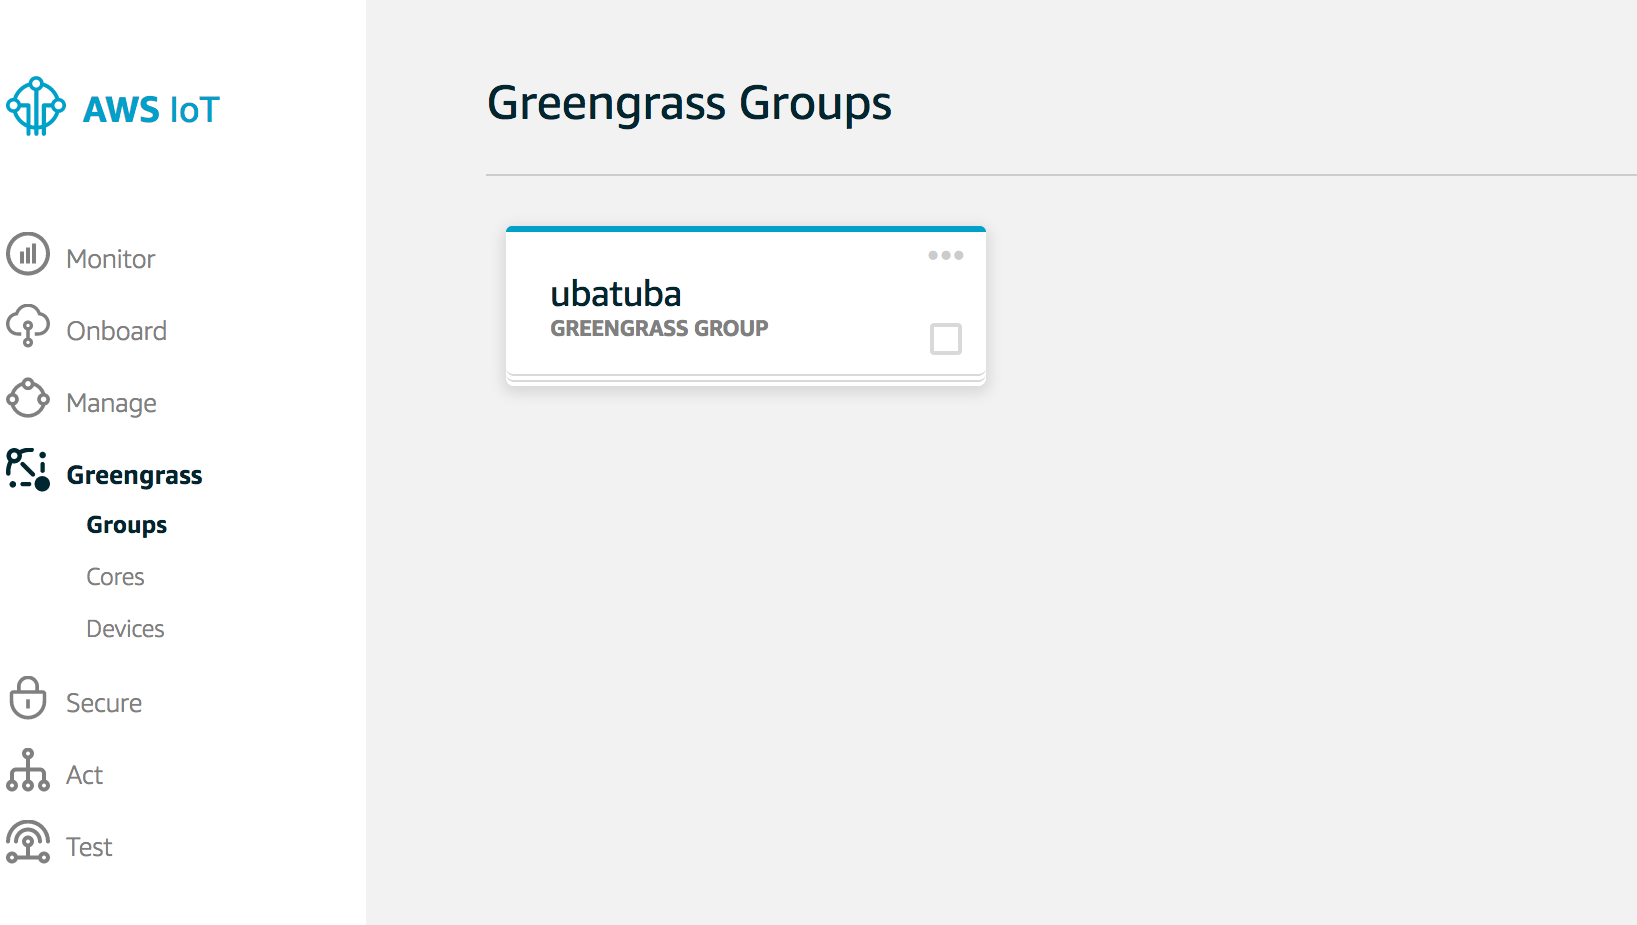 AWS IoT
Monitor
Onboard
Manage
Greengrass
Groups
Cores
Devices
Secure
Act
Test
Greengrass Groups
ubatuba
GREENGRASS GROUP